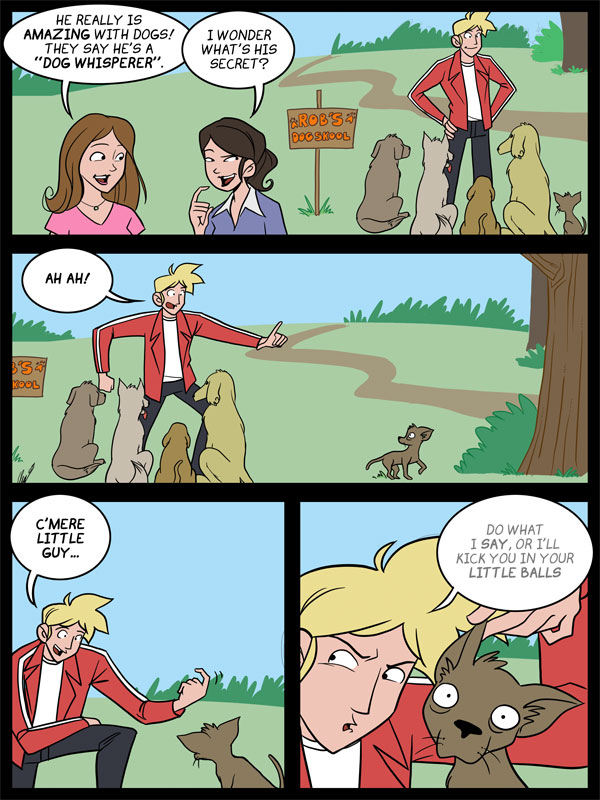 HE REALLY IS
AMAZING WITH DOGS!
THEY SAY HE'S A
"DOG WHISPERER".
I WONDER
WHAT'S HIS
SECRET?
ROB'S
DOG SKOOL
AH AH!
B'S
KOOL
C'MERE
LITTLE
GUY...
DO WHAT
I SAY, OR I'LL
KICK YOU IN YOUR
LITTLE BALLS